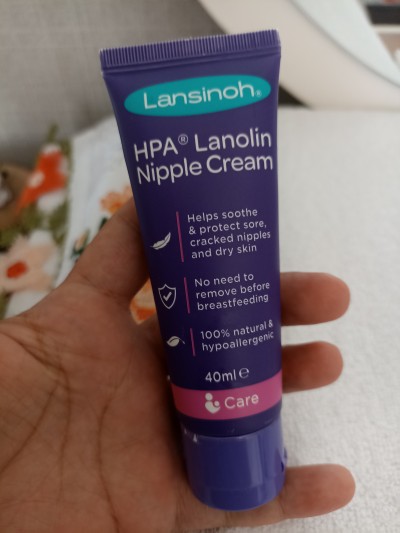 Lansinoh®
HPA® Lanolin
Nipple Cream
Helps soothe
& protect sore,
cracked nipples
and dry skin
No need to
remove before
breastfeeding
100% natural &
hypoallergenic
40ml ℮
Care